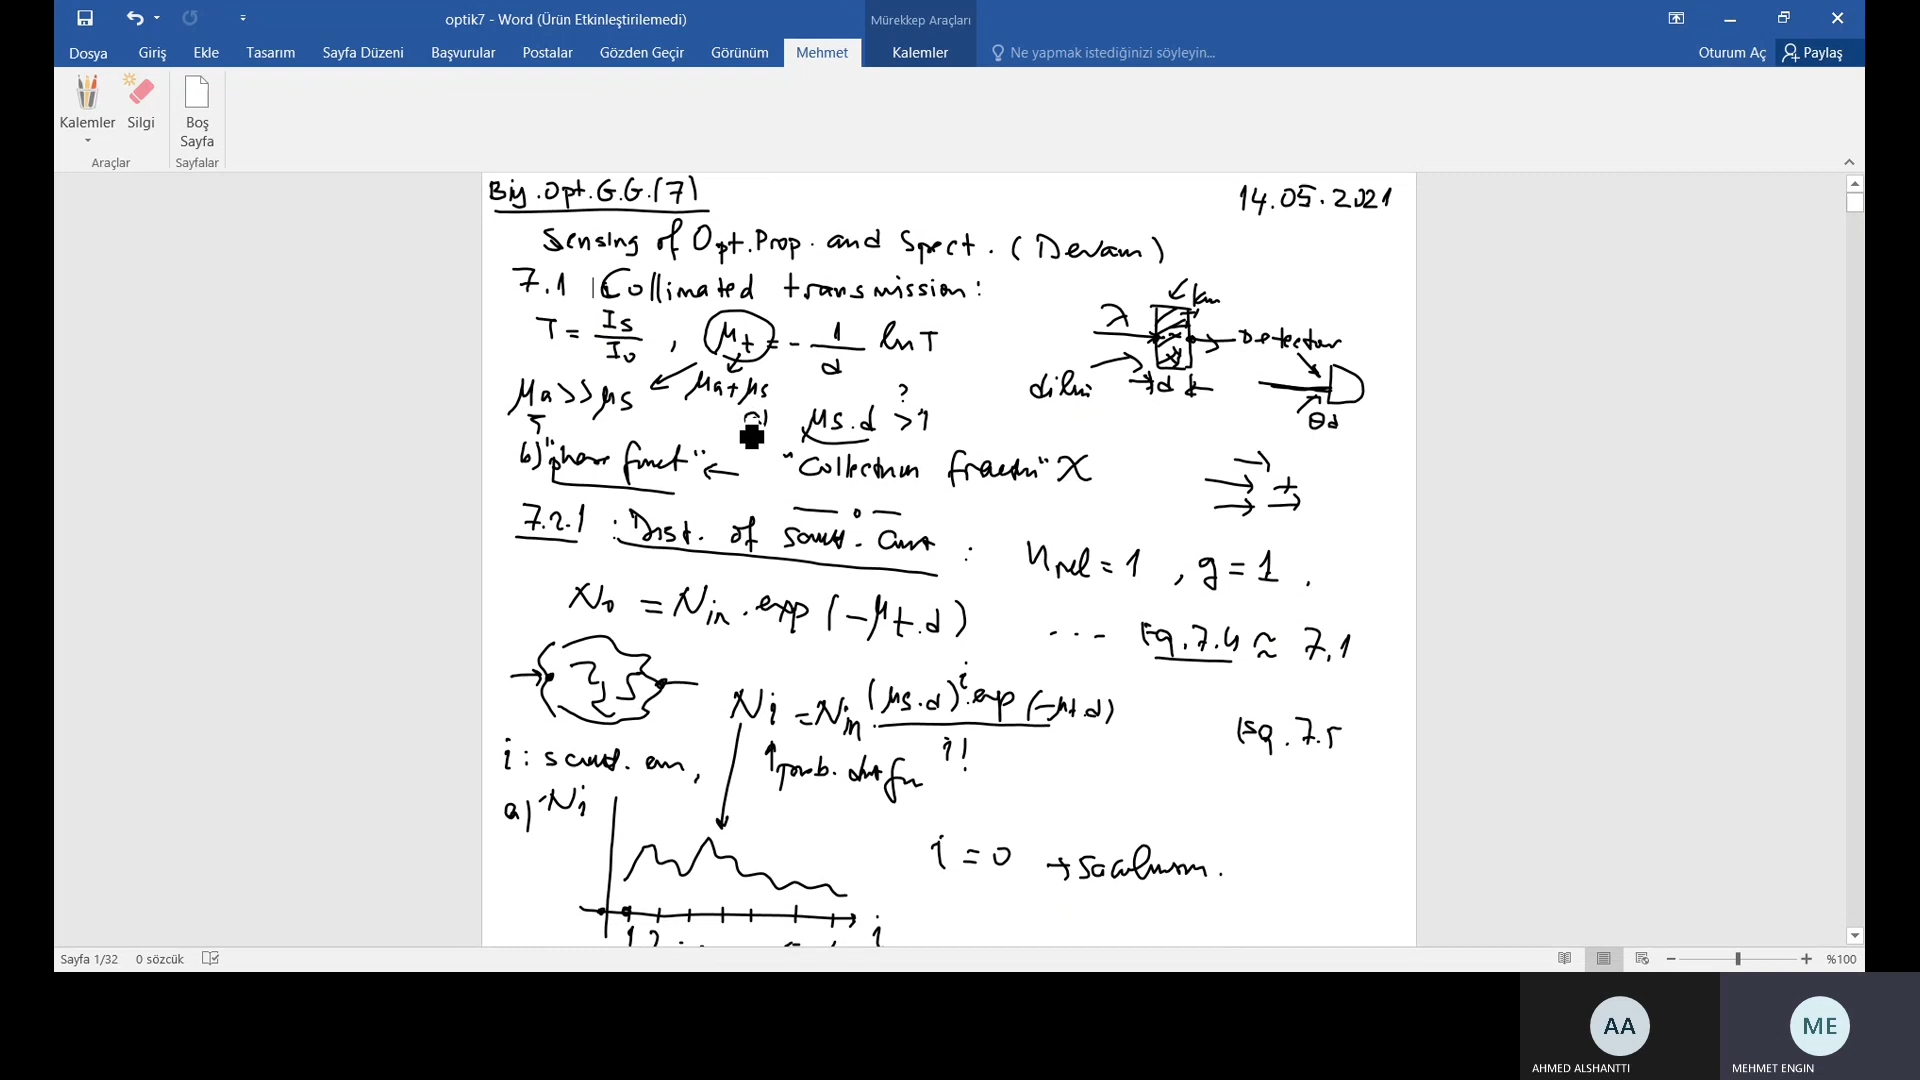 optik7 - Word (Ürün Etkinleştirilemedi)
Mürekkep Araçları
Dosya Giriş Ekle Tasarım Sayfa Düzeni Başvurular Postalar Gözden Geçir Görünüm Mehmet Kalemler Ne yapmak istediğinizi söyleyin... Oturum Aç Paylaş
Kalemler Silgi Boş Sayfa
Araçlar Sayfalar
Biy.Opt.G.G.(7) 14.05.2021
Sensing of Opt.Prop. and Spect. (Devam)
7.1 Collimated transmission:
T = Is/I₀ , μt = - 1/d ln T
λ
Detector
μa>>μs μa+μs
a) μs.d > 1 ?
d
θd
b) "phase funct" ← "Collection fraction" X
7.2.1 : Dist. of scatt. :
nrel = 1 , g = 1 .
N₀ = Nin . exp(-μt.d) ... Eq.7.4 ≈ 7.1
Ni = Nin (μs.d)^i . exp(-μt.d) / i! Eq. 7.5
i : scatt.
prob. dist fn
a) Ni
i = 0 →
1 2 i
Sayfa 1/32 0 sözcük %100
AA ME
AHMED ALSHANTTI MEHMET ENGIN